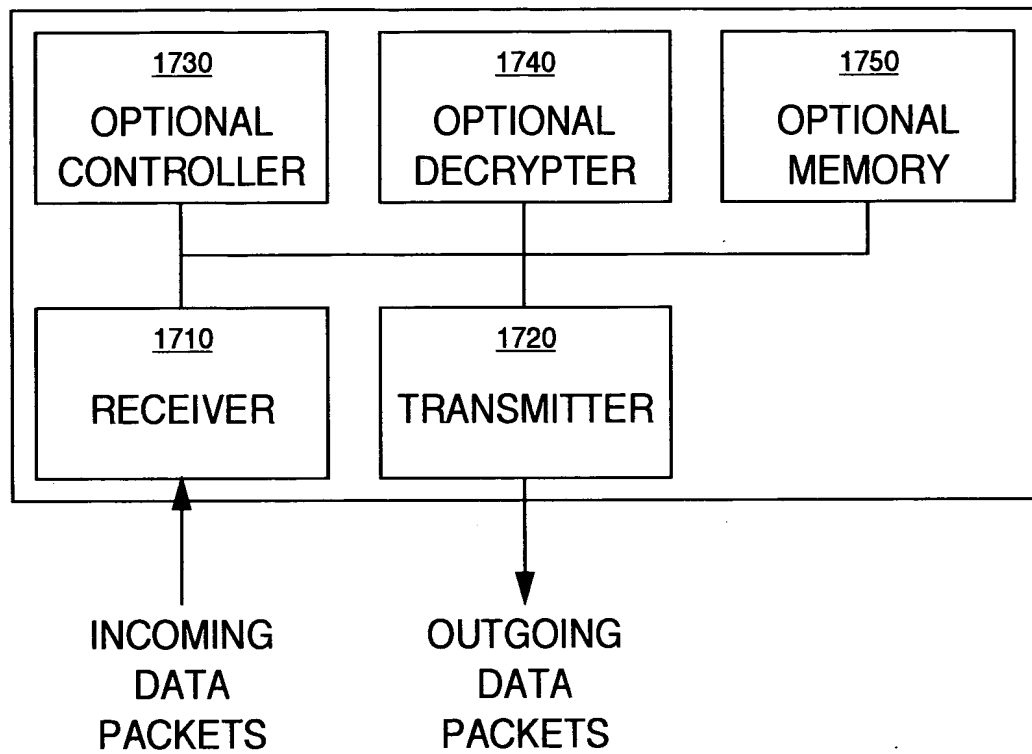 1730
OPTIONAL
CONTROLLER
1740
OPTIONAL
DECRYPTER
1750
OPTIONAL
MEMORY
1710
RECEIVER
1720
TRANSMITTER
INCOMING
DATA
PACKETS
OUTGOING
DATA
PACKETS